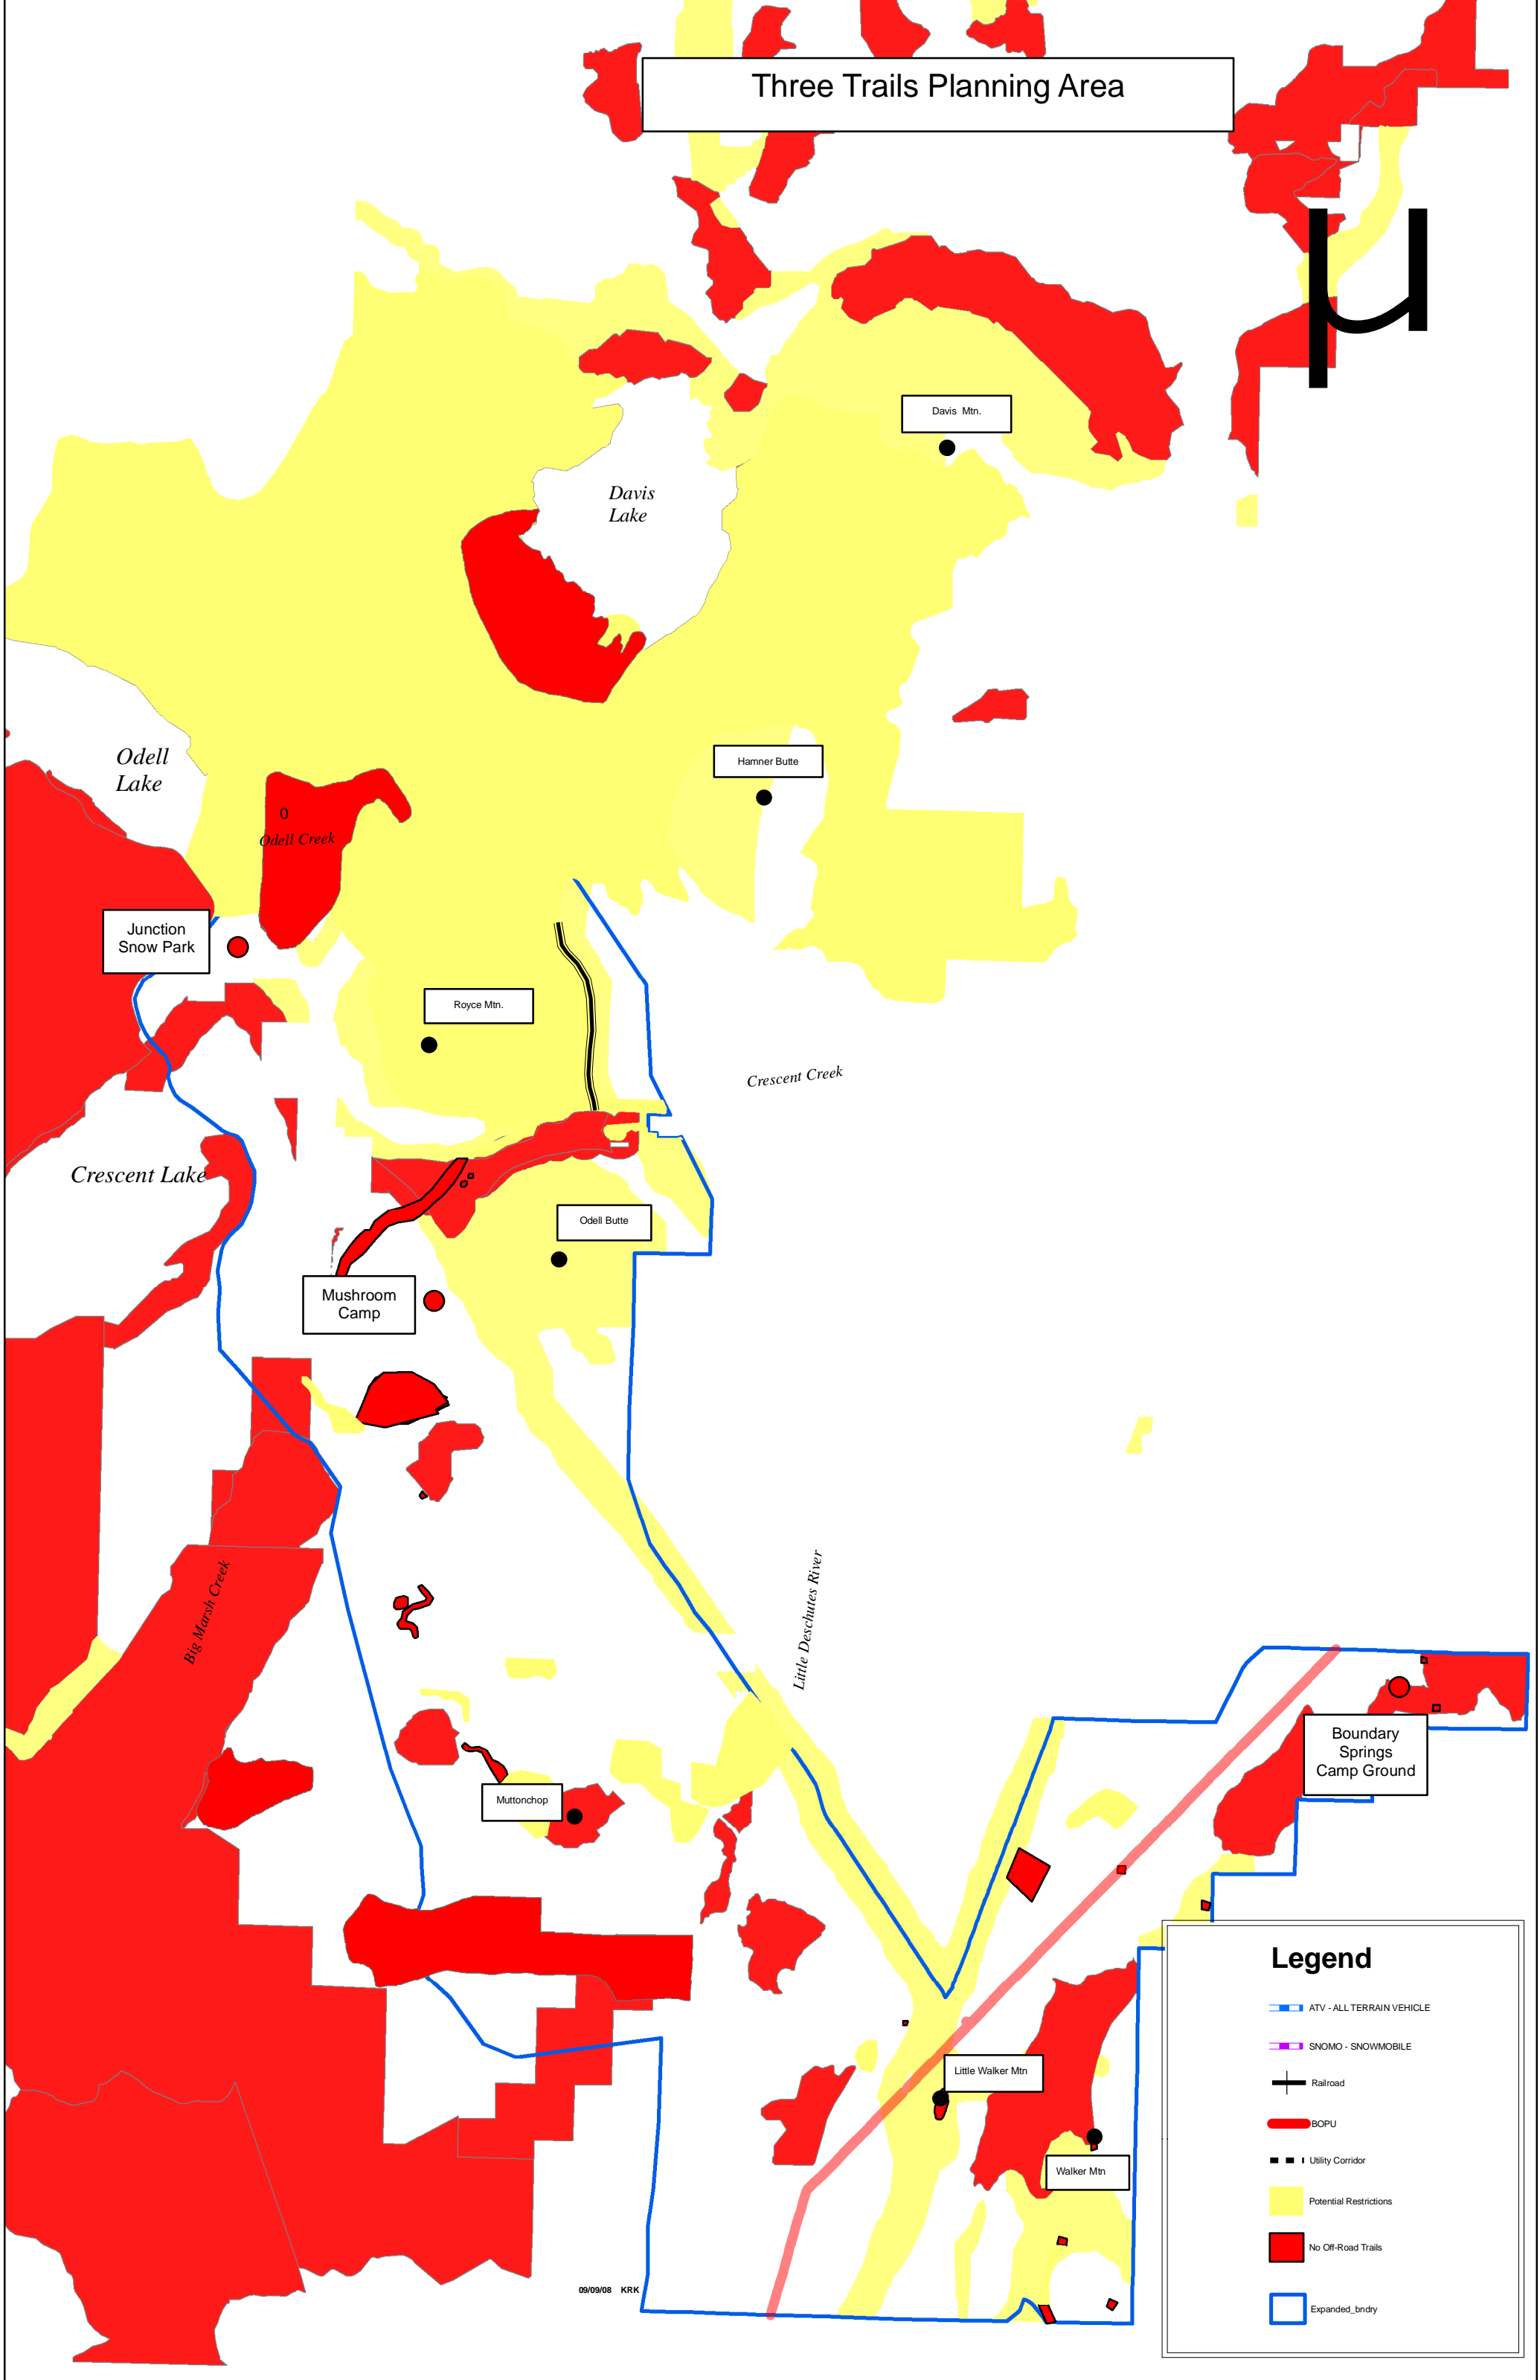 Three Trails Planning Area
µ
Davis Mtn.
Davis
Lake
Odell
Lake
Hamner Butte
0
Odell Creek
Junction
Snow Park
Royce Mtn.
Crescent Creek
Crescent Lake
Odell Butte
Mushroom
Camp
Little Deschutes River
Big Marsh Creek
Boundary
Springs
Camp Ground
Muttonchop
Little Walker Mtn
Walker Mtn
09/09/08 KRK
Legend
ATV - ALL TERRAIN VEHICLE
SNOMO - SNOWMOBILE
Railroad
BOPU
Utility Corridor
Potential Restrictions
No Off-Road Trails
Expanded_bndry